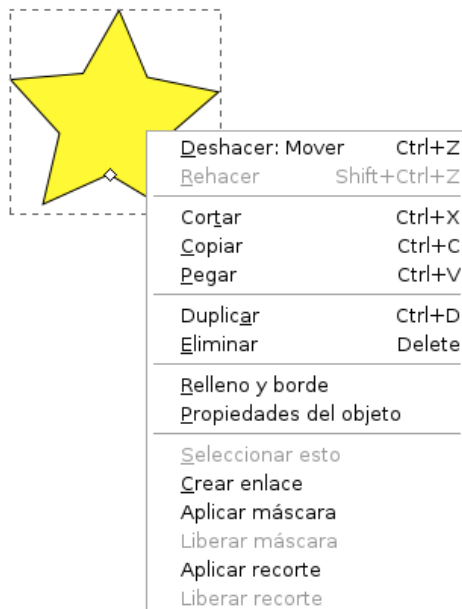 Deshacer: Mover Ctrl+Z
Rehacer Shift+Ctrl+Z
Cortar Ctrl+X
Copiar Ctrl+C
Pegar Ctrl+V
Duplicar Ctrl+D
Eliminar Delete
Relleno y borde
Propiedades del objeto
Seleccionar esto
Crear enlace
Aplicar máscara
Liberar máscara
Aplicar recorte
Liberar recorte